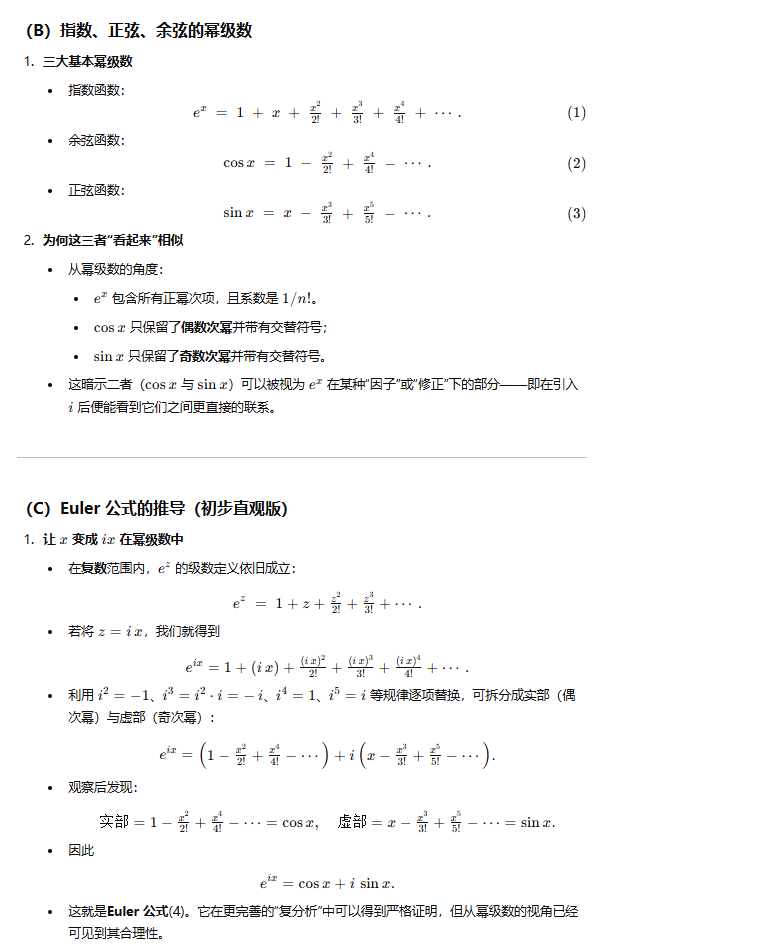 （B）指数、正弦、余弦的幂级数
1. 三大基本幂级数
• 指数函数：
e^x = 1 + x + x^2/2! + x^3/3! + x^4/4! + ⋯. (1)
• 余弦函数：
cos x = 1 − x^2/2! + x^4/4! − ⋯. (2)
• 正弦函数：
sin x = x − x^3/3! + x^5/5! − ⋯. (3)
2. 为何这三者“看起来”相似
• 从幂级数的角度：
• e^x 包含所有正幂次项，且系数是 1/n!。
• cos x 只保留了偶数次幂并带有交替符号；
• sin x 只保留了奇数次幂并带有交替符号。
• 这暗示二者（cos x 与 sin x）可以被视为 e^x 在某种“因子”或“修正”下的部分——即在引入
i 后便能看到它们之间更直接的联系。
（C）Euler 公式的推导（初步直观版）
1. 让 x 变成 ix 在幂级数中
• 在复数范围内，e^z 的级数定义依旧成立：
e^z = 1 + z + z^2/2! + z^3/3! + ⋯.
• 若将 z = i x，我们就得到
e^{ix} = 1 + (i x) + (i x)^2/2! + (i x)^3/3! + (i x)^4/4! + ⋯.
• 利用 i^2 = −1、i^3 = i^2 · i = −i、i^4 = 1、i^5 = i 等规律逐项替换，可拆分成实部（偶
次幂）与虚部（奇次幂）：
e^{ix} = (1 − x^2/2! + x^4/4! − ⋯) + i (x − x^3/3! + x^5/5! − ⋯).
• 观察后发现：
实部 = 1 − x^2/2! + x^4/4! − ⋯ = cos x, 虚部 = x − x^3/3! + x^5/5! − ⋯ = sin x.
• 因此
e^{ix} = cos x + i sin x.
• 这就是Euler 公式(4)。它在更完善的“复分析”中可以得到严格证明，但从幂级数的视角已经
可见到其合理性。